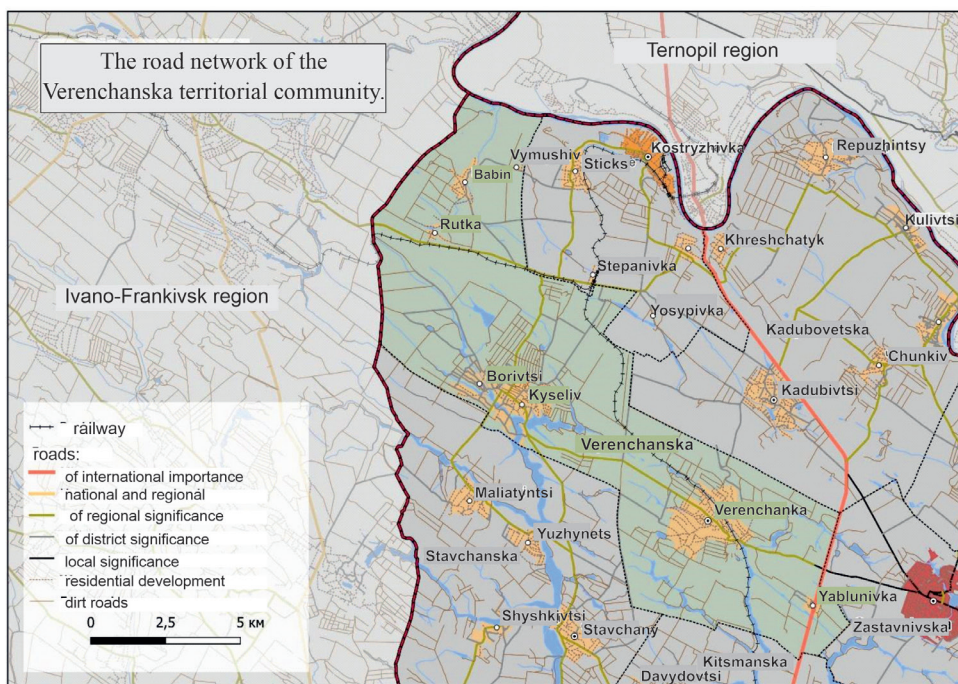 The road network of the
Verenchanska territorial community.
Ternopil region
Kostryzhivka
Repuzhintsy
Vymushiv
Sticks
Babin
Kulivtsi
Rutka
Khreshchatyk
Stepanivka
Ivano-Frankivsk region
Yosypivka
Kadubovetska
Chunkiv
Borivtsi
Kadubivtsi
Kyseliv
Verenchanska
railway
roads:
of international importance
national and regional
of regional significance
of district significance
local significance
residential development
dirt roads
0 2,5 5 км
Maliatyntsi
Verenchanka
Yuzhynets
Stavchanska
Yablunivka
Shyshkivtsi
Zastavnivska
Stavchany
Kitsmanska
Davydovtsi